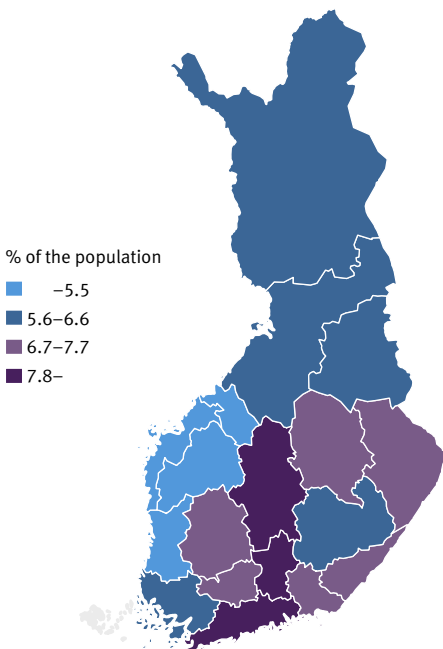 % of the population
–5.5
5.6–6.6
6.7–7.7
7.8–